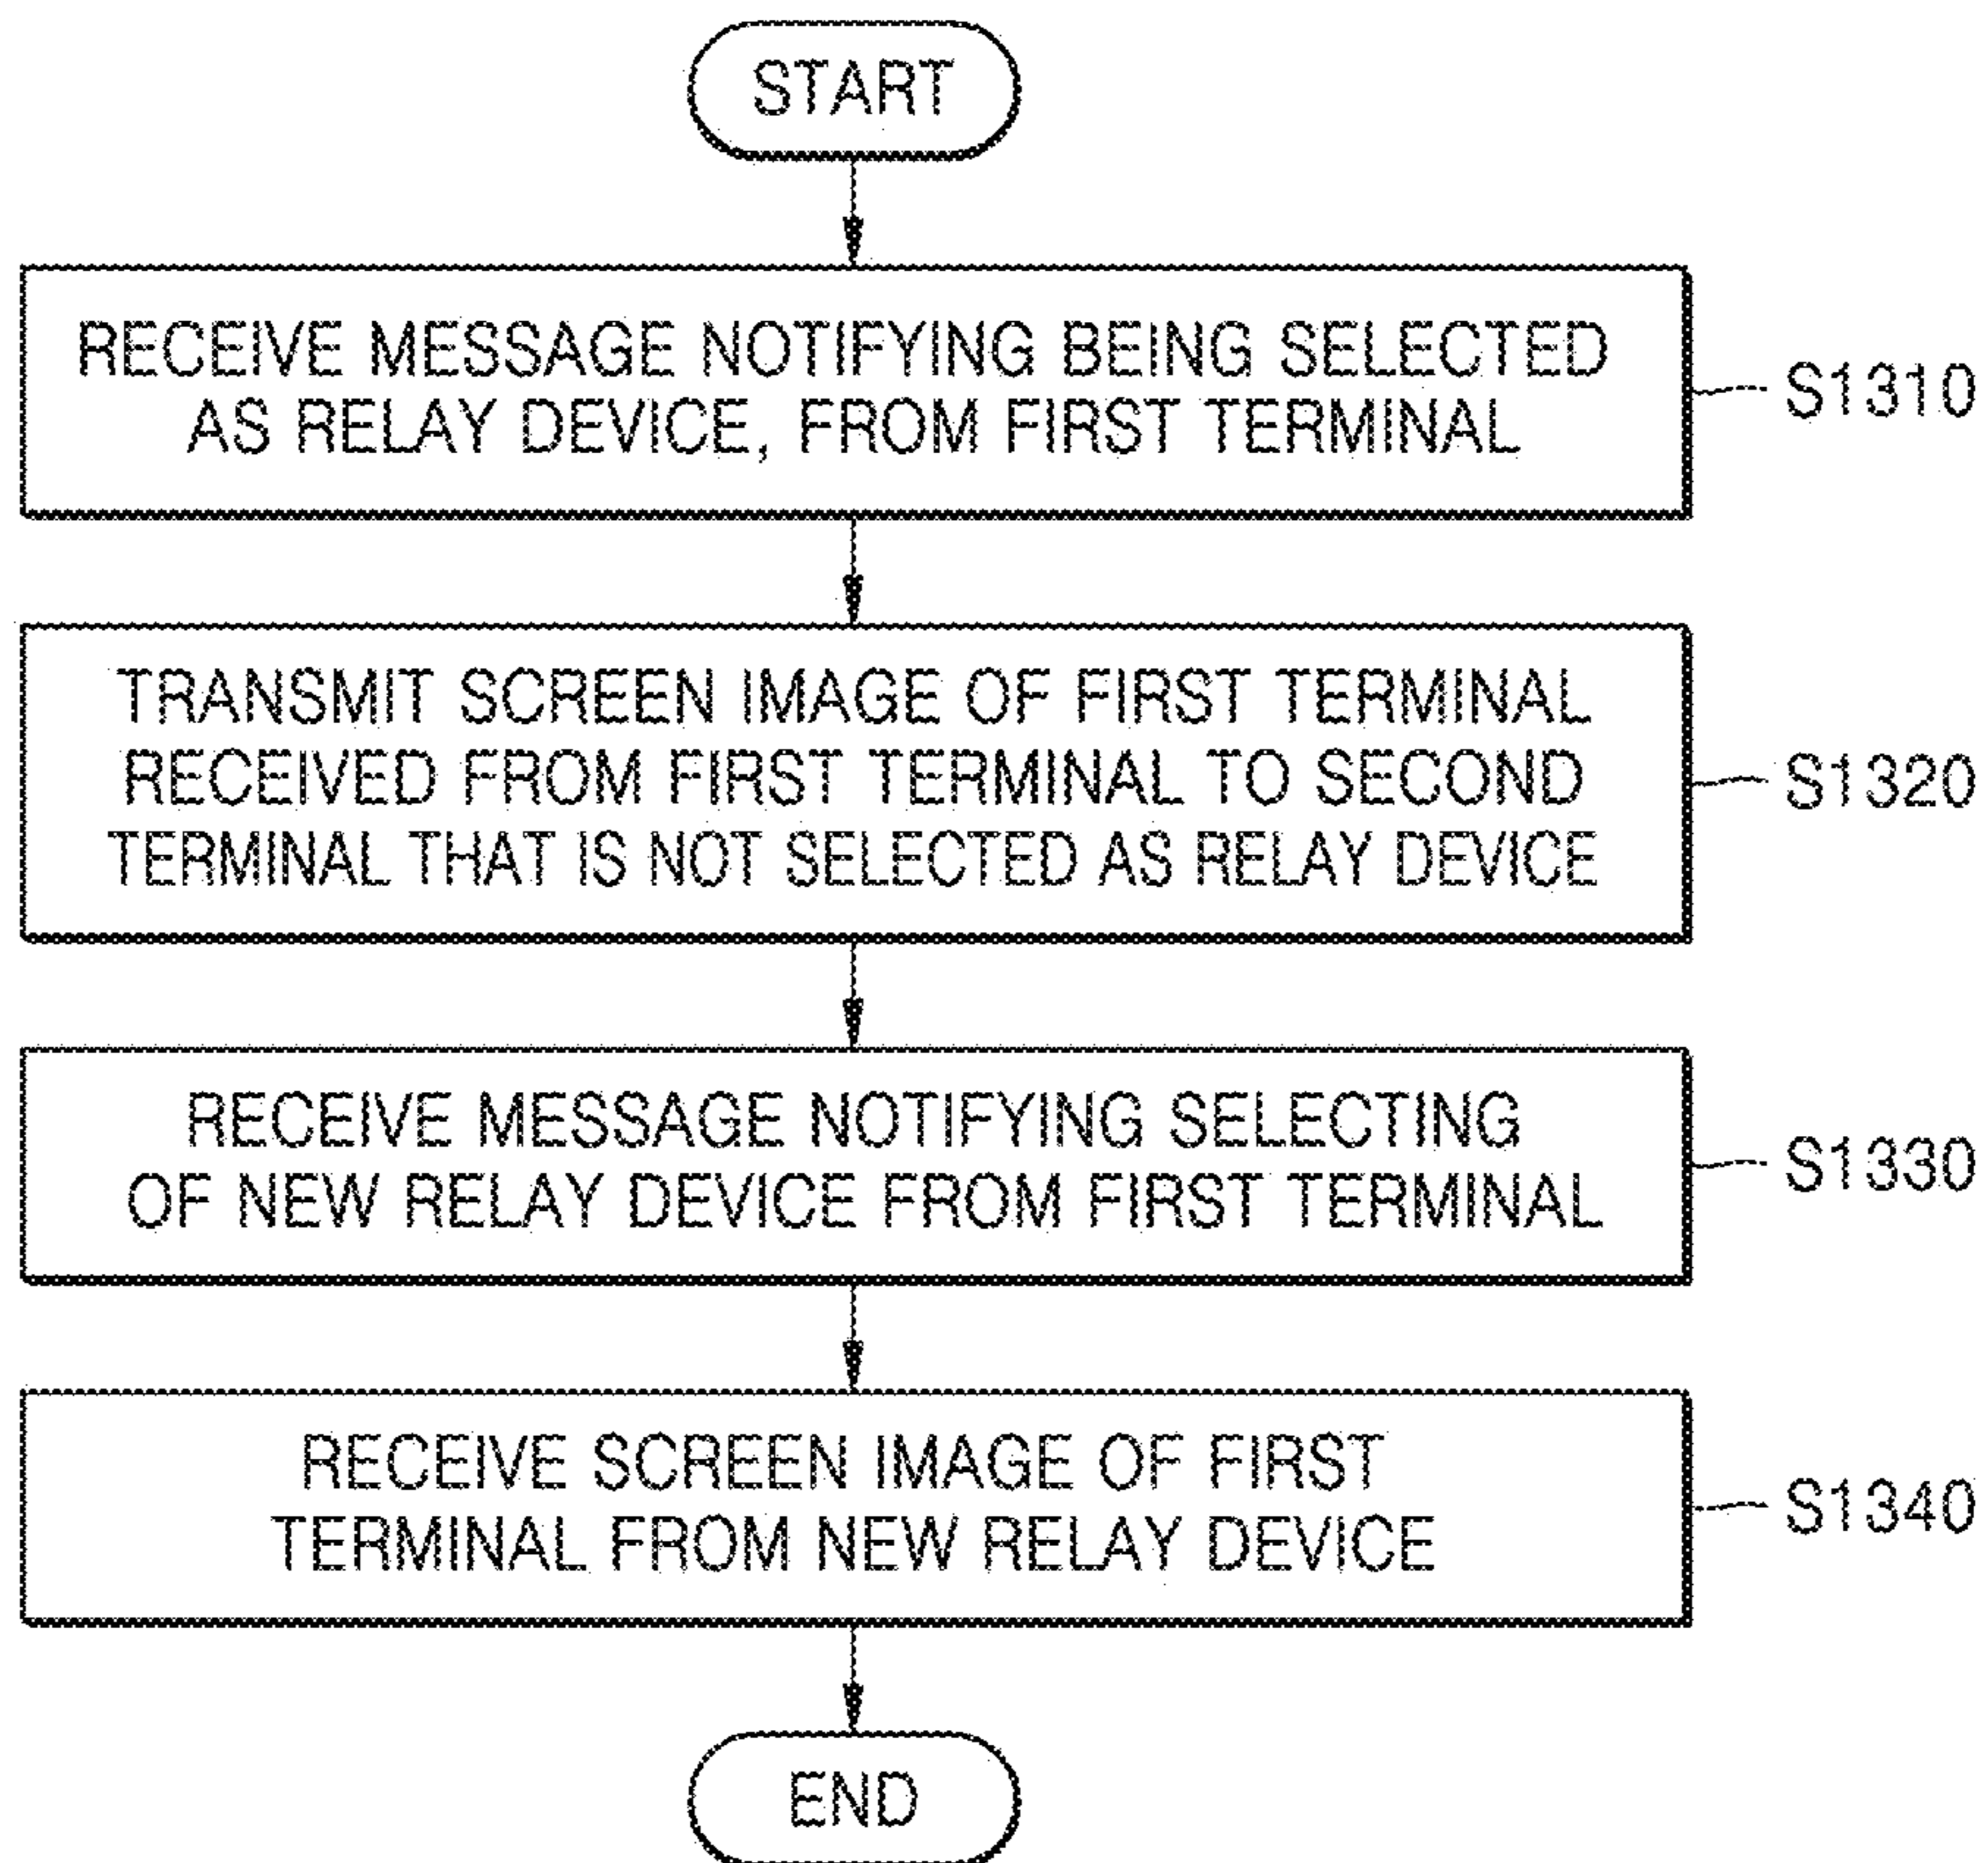 START
RECEIVE MESSAGE NOTIFYING BEING SELECTED
AS RELAY DEVICE, FROM FIRST TERMINAL
S1310
TRANSMIT SCREEN IMAGE OF FIRST TERMINAL
RECEIVED FROM FIRST TERMINAL TO SECOND
TERMINAL THAT IS NOT SELECTED AS RELAY DEVICE
S1320
RECEIVE MESSAGE NOTIFYING SELECTING
OF NEW RELAY DEVICE FROM FIRST TERMINAL
S1330
RECEIVE SCREEN IMAGE OF FIRST
TERMINAL FROM NEW RELAY DEVICE
S1340
END